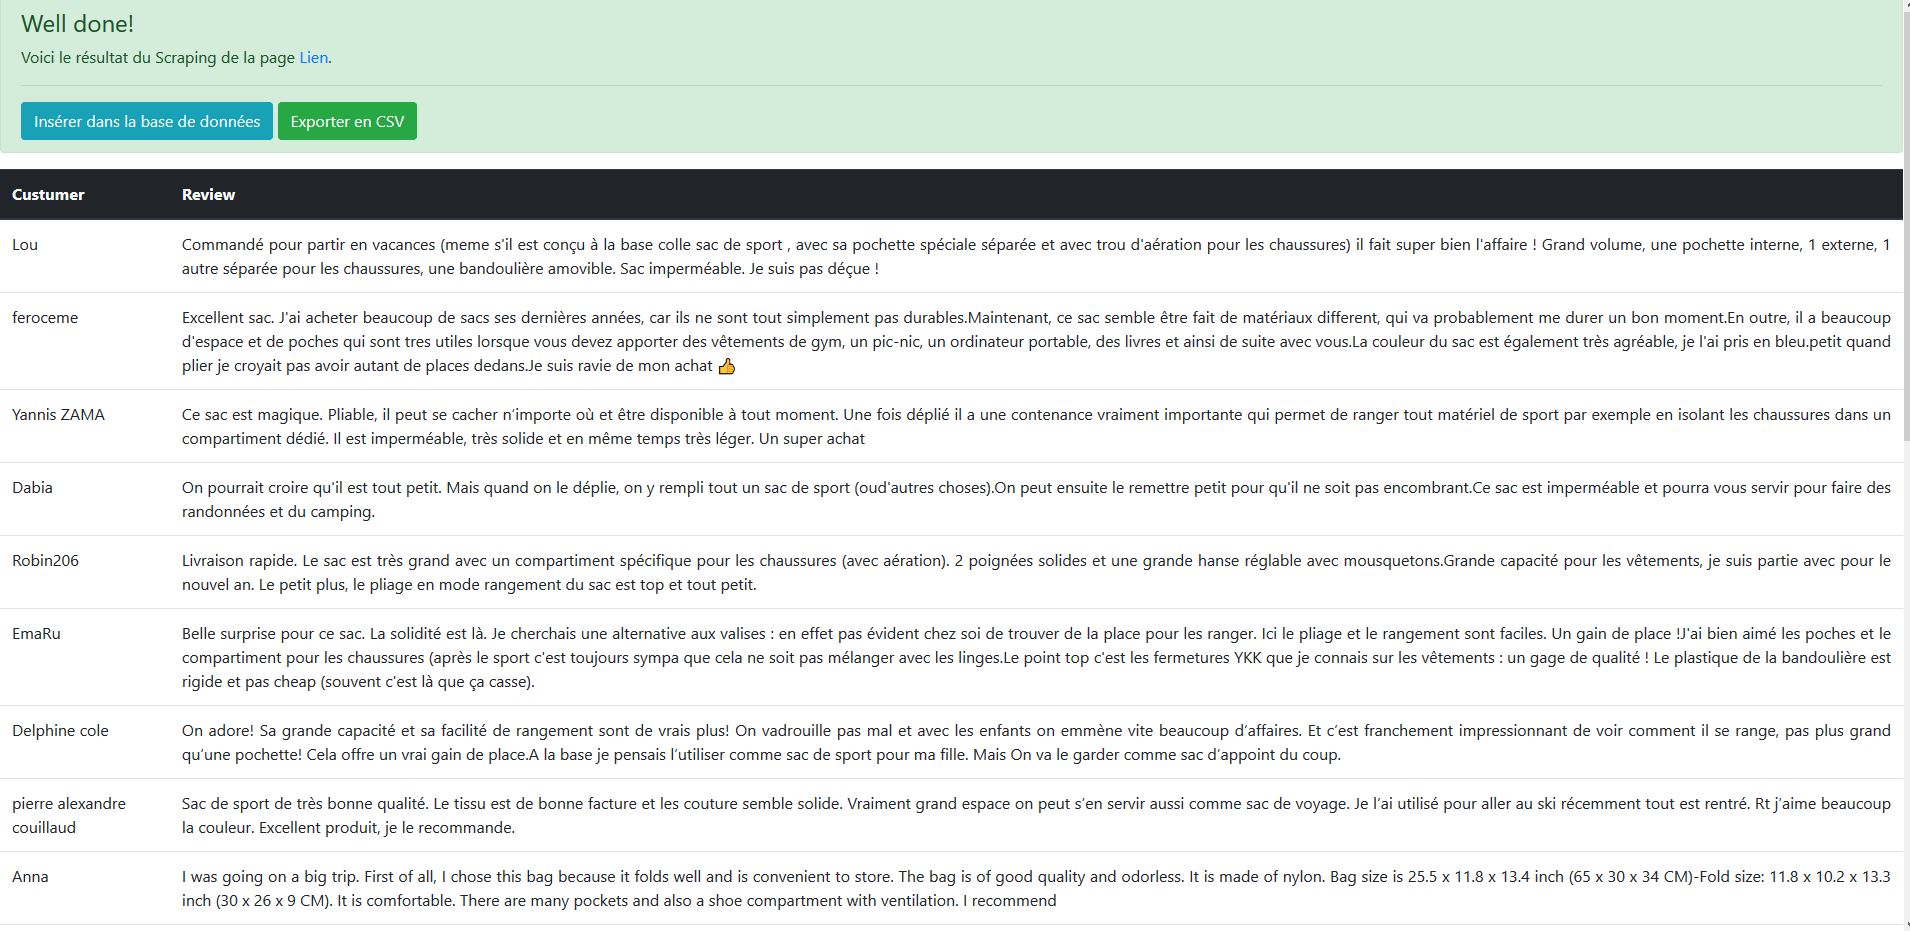 Well done!
Voici le résultat du Scraping de la page Lien.
Insérer dans la base de données Exporter en CSV
Custumer Review
Lou Commandé pour partir en vacances (meme s'il est conçu à la base colle sac de sport , avec sa pochette spéciale séparée et avec trou d'aération pour les chaussures) il fait super bien l'affaire ! Grand volume, une pochette interne, 1 externe, 1
autre séparée pour les chaussures, une bandoulière amovible. Sac imperméable. Je suis pas déçue !
feroceme Excellent sac. J'ai acheter beaucoup de sacs ses dernières années, car ils ne sont tout simplement pas durables.Maintenant, ce sac semble être fait de matériaux different, qui va probablement me durer un bon moment.En outre, il a beaucoup
d'espace et de poches qui sont tres utiles lorsque vous devez apporter des vêtements de gym, un pic-nic, un ordinateur portable, des livres et ainsi de suite avec vous.La couleur du sac est également très agréable, je l'ai pris en bleu.petit quand
plier je croyait pas avoir autant de places dedans.Je suis ravie de mon achat 👍
Yannis ZAMA Ce sac est magique. Pliable, il peut se cacher n’importe où et être disponible à tout moment. Une fois déplié il a une contenance vraiment importante qui permet de ranger tout matériel de sport par exemple en isolant les chaussures dans un
compartiment dédié. Il est imperméable, très solide et en même temps très léger. Un super achat
Dabia On pourrait croire qu'il est tout petit. Mais quand on le déplie, on y rempli tout un sac de sport (oud'autres choses).On peut ensuite le remettre petit pour qu'il ne soit pas encombrant.Ce sac est imperméable et pourra vous servir pour faire des
randonnées et du camping.
Robin206 Livraison rapide. Le sac est très grand avec un compartiment spécifique pour les chaussures (avec aération). 2 poignées solides et une grande hanse réglable avec mousquetons.Grande capacité pour les vêtements, je suis partie avec pour le
nouvel an. Le petit plus, le pliage en mode rangement du sac est top et tout petit.
EmaRu Belle surprise pour ce sac. La solidité est là. Je cherchais une alternative aux valises : en effet pas évident chez soi de trouver de la place pour les ranger. Ici le pliage et le rangement sont faciles. Un gain de place !J'ai bien aimé les poches et le
compartiment pour les chaussures (après le sport c'est toujours sympa que cela ne soit pas mélanger avec les linges.Le point top c'est les fermetures YKK que je connais sur les vêtements : un gage de qualité ! Le plastique de la bandoulière est
rigide et pas cheap (souvent c'est là que ça casse).
Delphine cole On adore! Sa grande capacité et sa facilité de rangement sont de vrais plus! On vadrouille pas mal et avec les enfants on emmène vite beaucoup d’affaires. Et c’est franchement impressionnant de voir comment il se range, pas plus grand
qu’une pochette! Cela offre un vrai gain de place.A la base je pensais l’utiliser comme sac de sport pour ma fille. Mais On va le garder comme sac d’appoint du coup.
pierre alexandre Sac de sport de très bonne qualité. Le tissu est de bonne facture et les couture semble solide. Vraiment grand espace on peut s’en servir aussi comme sac de voyage. Je l’ai utilisé pour aller au ski récemment tout est rentré. Rt j’aime beaucoup
couillaud la couleur. Excellent produit, je le recommande.
Anna I was going on a big trip. First of all, I chose this bag because it folds well and is convenient to store. The bag is of good quality and odorless. It is made of nylon. Bag size is 25.5 x 11.8 x 13.4 inch (65 x 30 x 34 CM)-Fold size: 11.8 x 10.2 x 13.3
inch (30 x 26 x 9 CM). It is comfortable. There are many pockets and also a shoe compartment with ventilation. I recommend